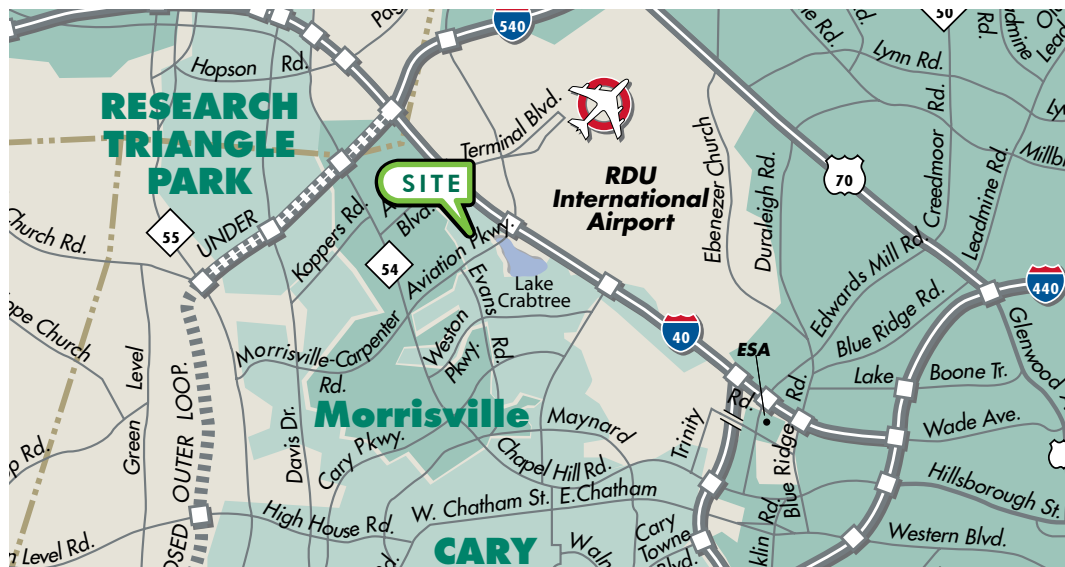 540
50
Hopson Rd.
Lynn Rd.
RESEARCH
TRIANGLE
PARK
Terminal Blvd.
Creedmoor Rd.
Leadmine Rd.
SITE
RDU
International
Airport
Ebenezer Church
Duraleigh Rd.
70
Church Rd.
55
UNDER
Koppers Rd.
Blvd.
54
Aviation Pkwy.
Evans Rd.
Lake
Crabtree
Edwards Mill Rd.
Blue Ridge Rd.
440
40
ESA
Weston
Pkwy.
Morrisville-Carpenter
Rd.
Green Level
Church
OUTER LOOP.
Davis Dr.
Morrisville
Maynard
Cary Pkwy.
Chapel Hill Rd.
Trinity
Rd.
Lake Boone Tr.
Glenwood
Wade Ave.
Blue Ridge Rd.
W. Chatham St. E.Chatham
High House Rd.
Hillsborough St.
Western Blvd.
Level Rd.
CARY
Cary
Towne
Blvd.
Rd.